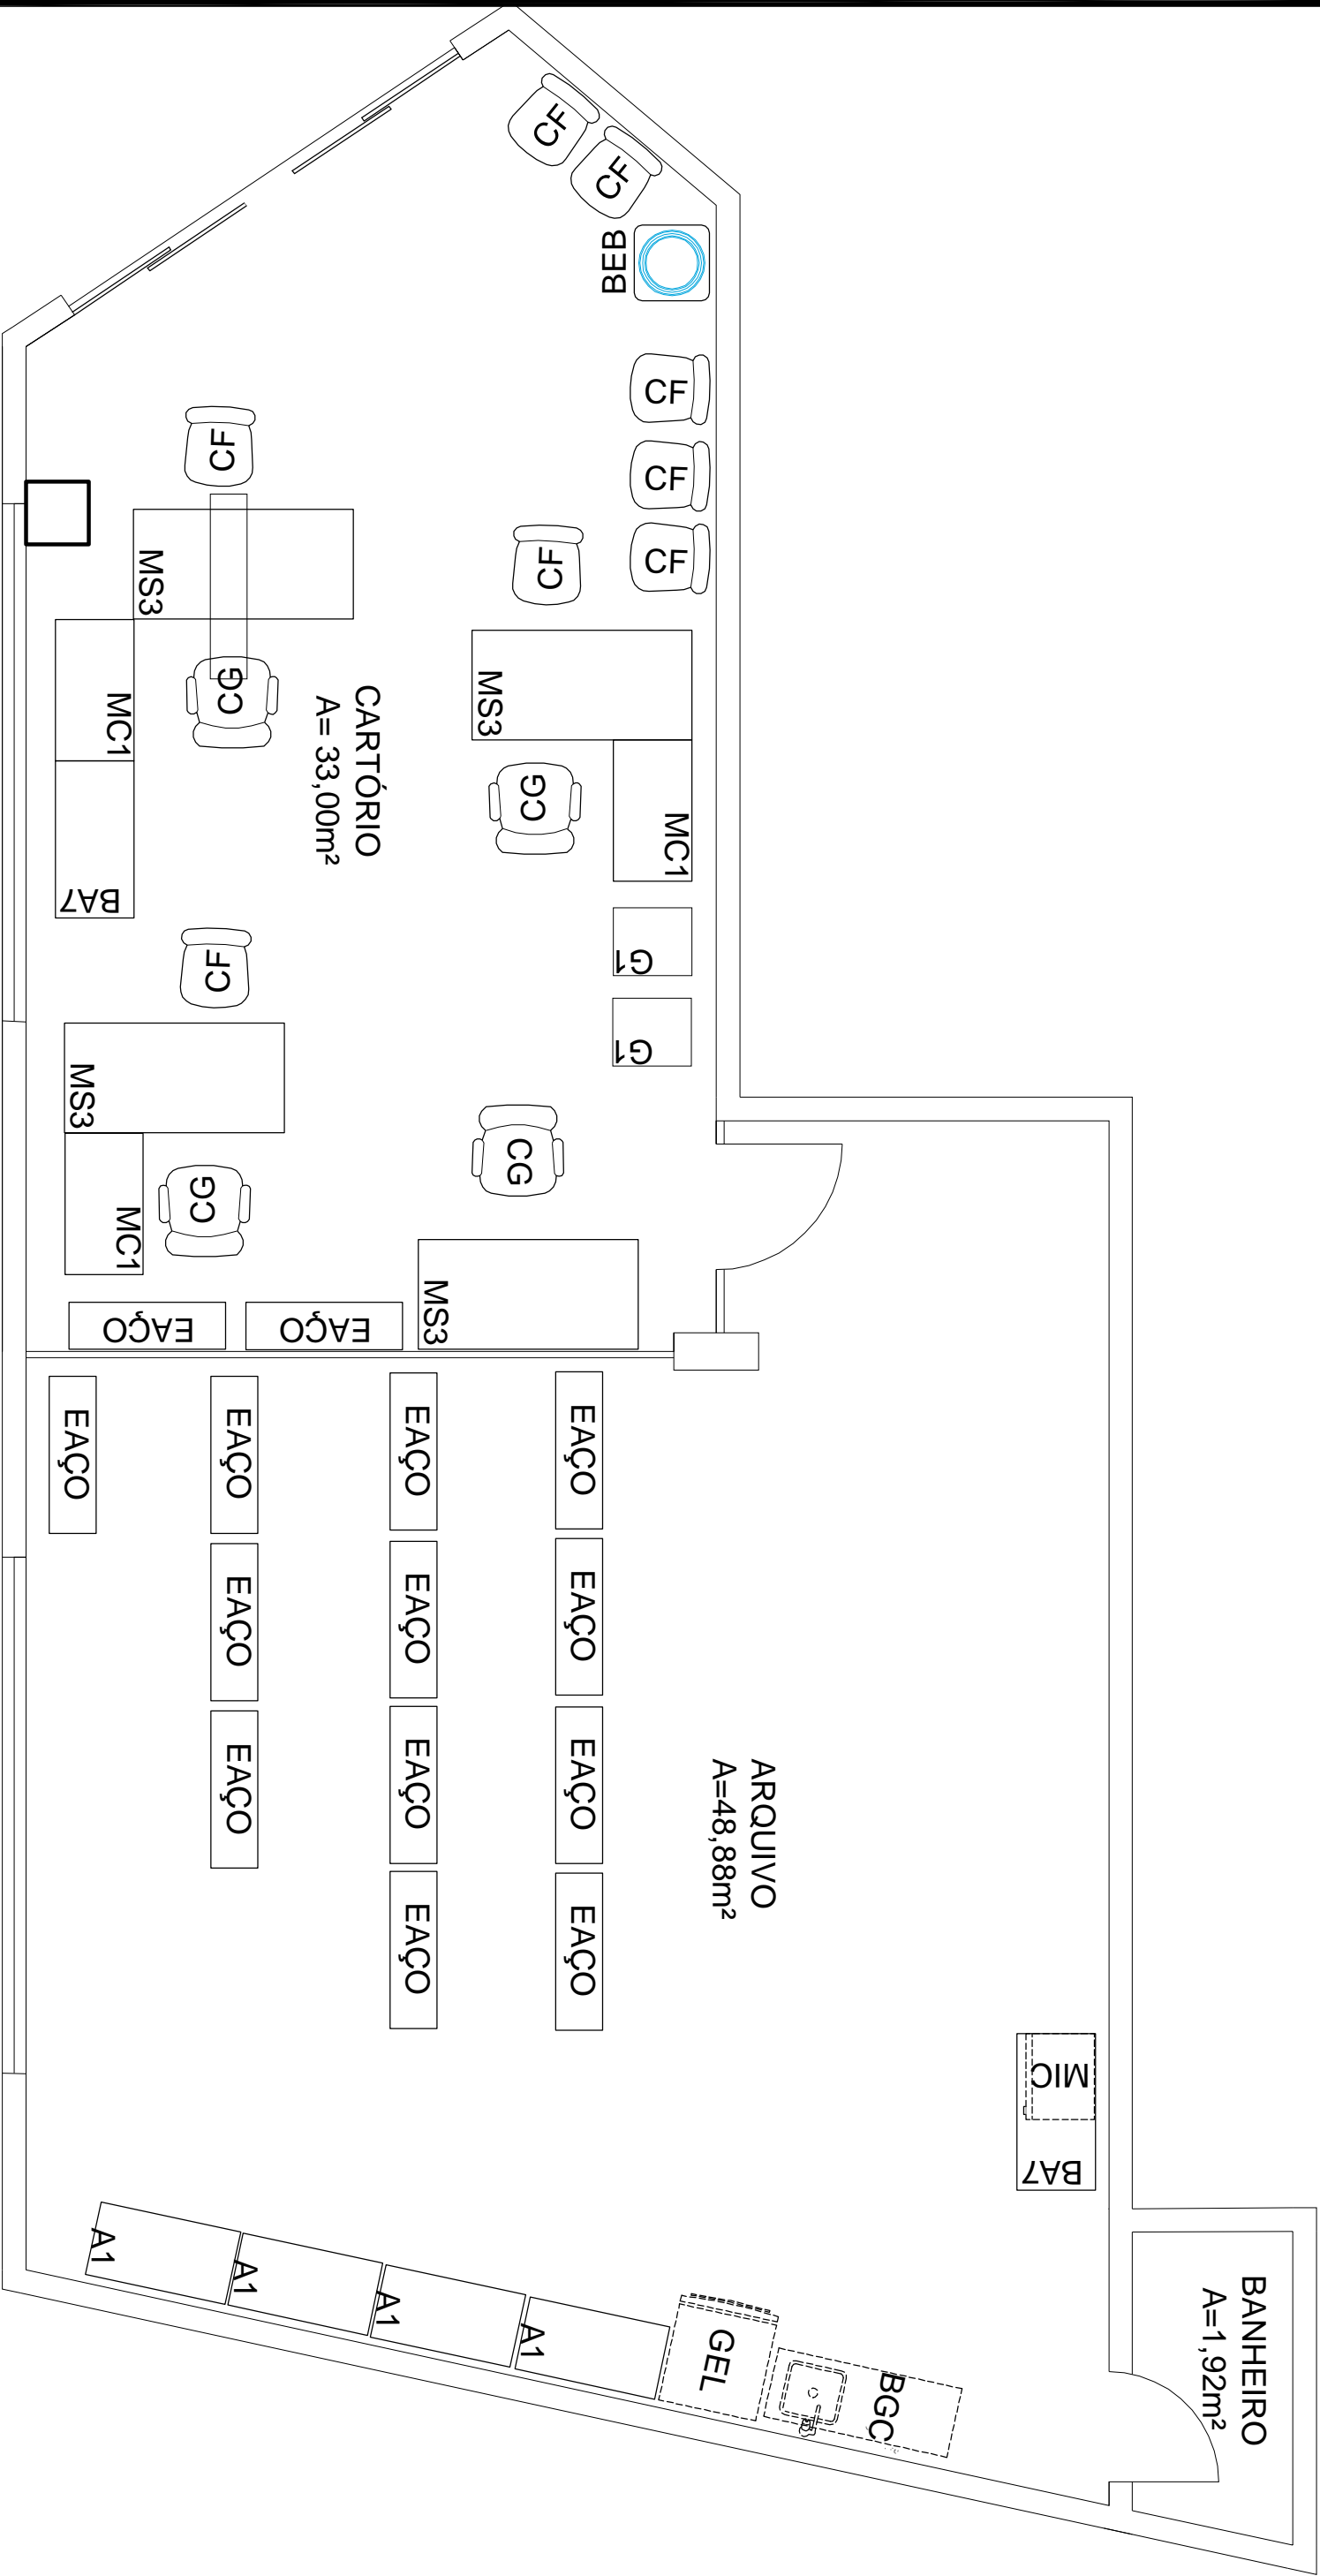 CF
CF
BEB
CF
CF
CF
CF
CF
MS3
MS3
CG
MC1
CARTÓRIO
A= 33,00m²
CG
MC1
BA7
G1
CF
G1
MS3
CG
CG
MC1
MS3
EAÇO
EAÇO
EAÇO
EAÇO
EAÇO
EAÇO
EAÇO
EAÇO
EAÇO
EAÇO
EAÇO
EAÇO
EAÇO
EAÇO
ARQUIVO
A=48,88m²
MIC
BA7
A1
A1
A1
A1
GEL
BGC
BANHEIRO
A=1,92m²